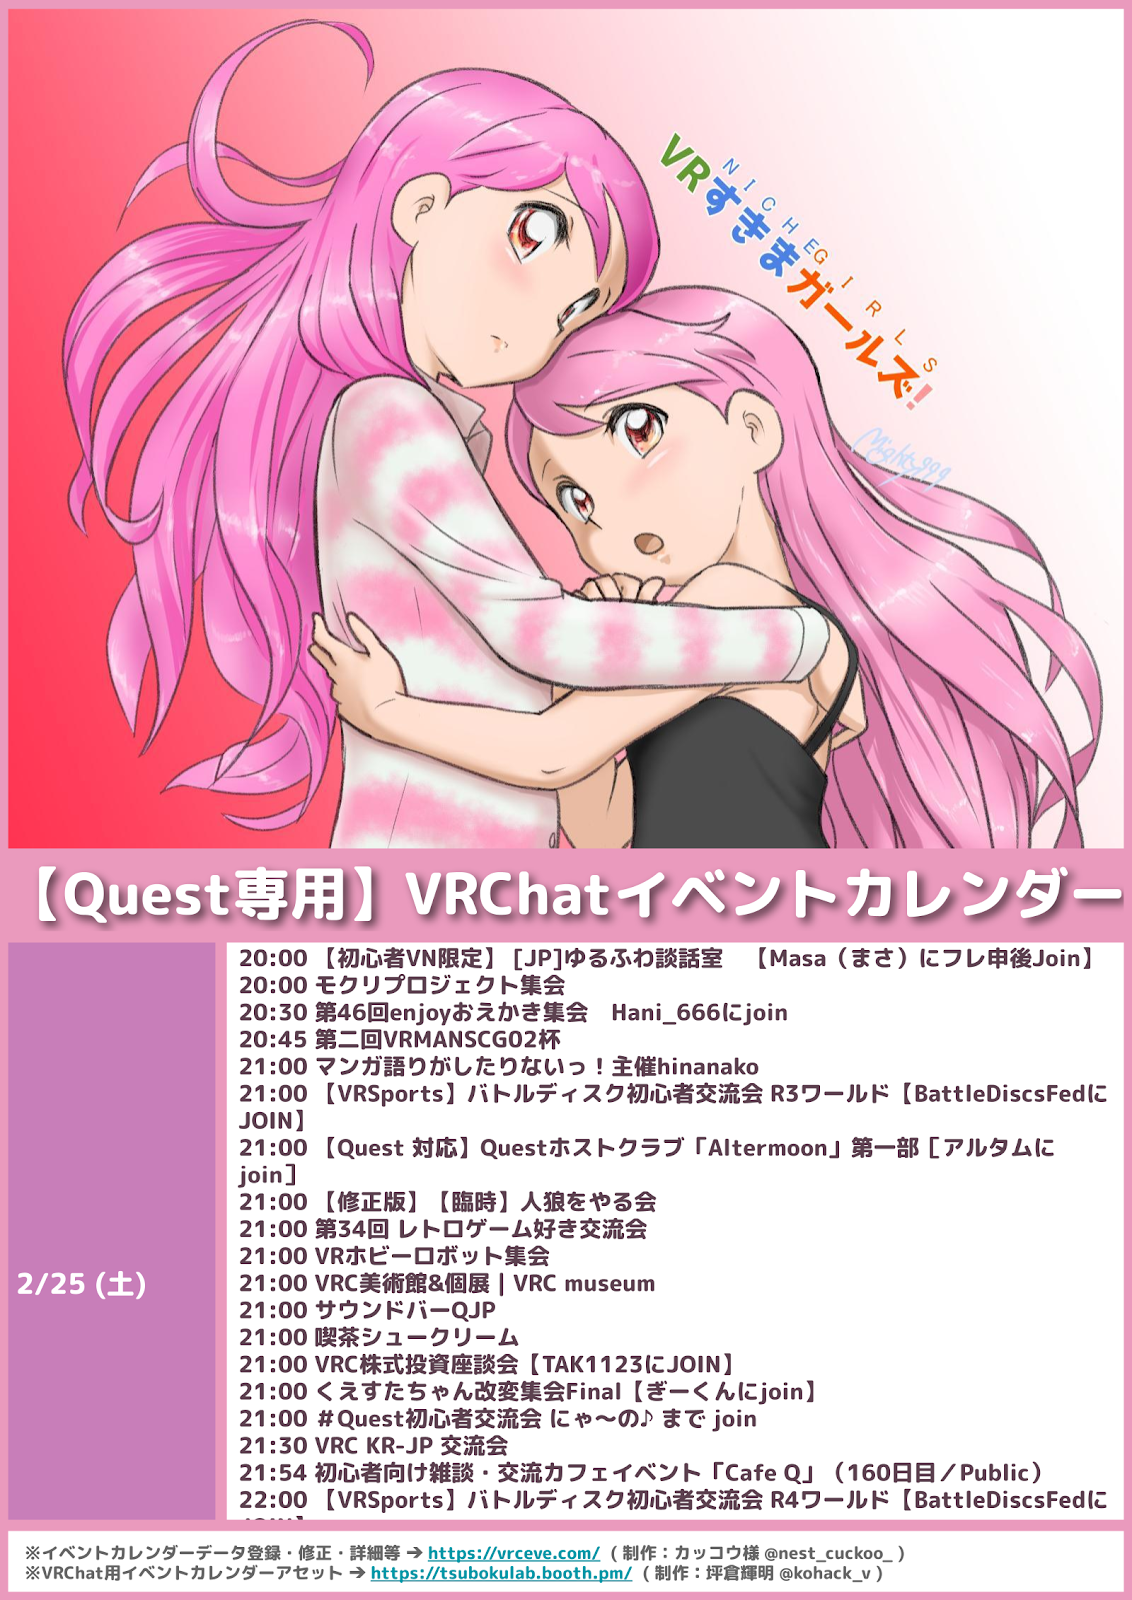 NICHEGIRLS
VRすきまガールズ!
Mighty999
【Quest専用】VRChatイベントカレンダー
2/25 (土)
20:00 【初心者VN限定】 [JP]ゆるふわ談話室　【Masa（まさ）にフレ申後Join】
20:00 モクリプロジェクト集会
20:30 第46回enjoyおえかき集会　Hani_666にjoin
20:45 第二回VRMANSCG02杯
21:00 マンガ語りがしたりないっ！主催hinanako
21:00 【VRSports】バトルディスク初心者交流会 R3ワールド【BattleDiscsFedに
JOIN】
21:00 【Quest 対応】Questホストクラブ「Altermoon」第一部［アルタムに
join］
21:00 【修正版】【臨時】人狼をやる会
21:00 第34回 レトロゲーム好き交流会
21:00 VRホビーロボット集会
21:00 VRC美術館&個展 | VRC museum
21:00 サウンドバーQJP
21:00 喫茶シュークリーム
21:00 VRC株式投資座談会【TAK1123にJOIN】
21:00 くえすたちゃん改変集会Final【ぎーくんにjoin】
21:00 ＃Quest初心者交流会 にゃ〜の♪ まで join
21:30 VRC KR-JP 交流会
21:54 初心者向け雑談・交流カフェイベント「Cafe Q」（160日目／Public）
22:00 【VRSports】バトルディスク初心者交流会 R4ワールド【BattleDiscsFedに
※イベントカレンダーデータ登録・修正・詳細等 ➔ https://vrceve.com/ （ 制作：カッコウ様 @nest_cuckoo_ ）
※VRChat用イベントカレンダーアセット ➔ https://tsubokulab.booth.pm/ （ 制作：坪倉輝明 @kohack_v ）